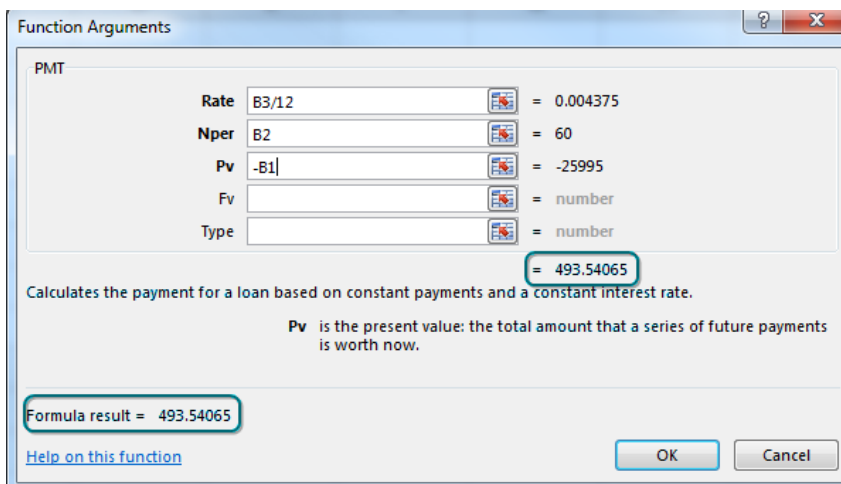 Function Arguments
? X
PMT
Rate B3/12 = 0.004375
Nper B2 = 60
Pv -B1 = -25995
Fv = number
Type = number
= 493.54065
Calculates the payment for a loan based on constant payments and a constant interest rate.
Pv is the present value: the total amount that a series of future payments
is worth now.
Formula result = 493.54065
Help on this function OK Cancel